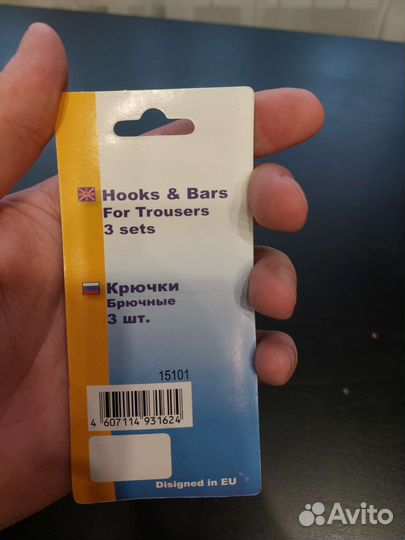 Hooks & Bars
For Trousers
3 sets
Крючки
Брючные
3 шт.
15101
4 607114 931624
Disigned in EU
Avito